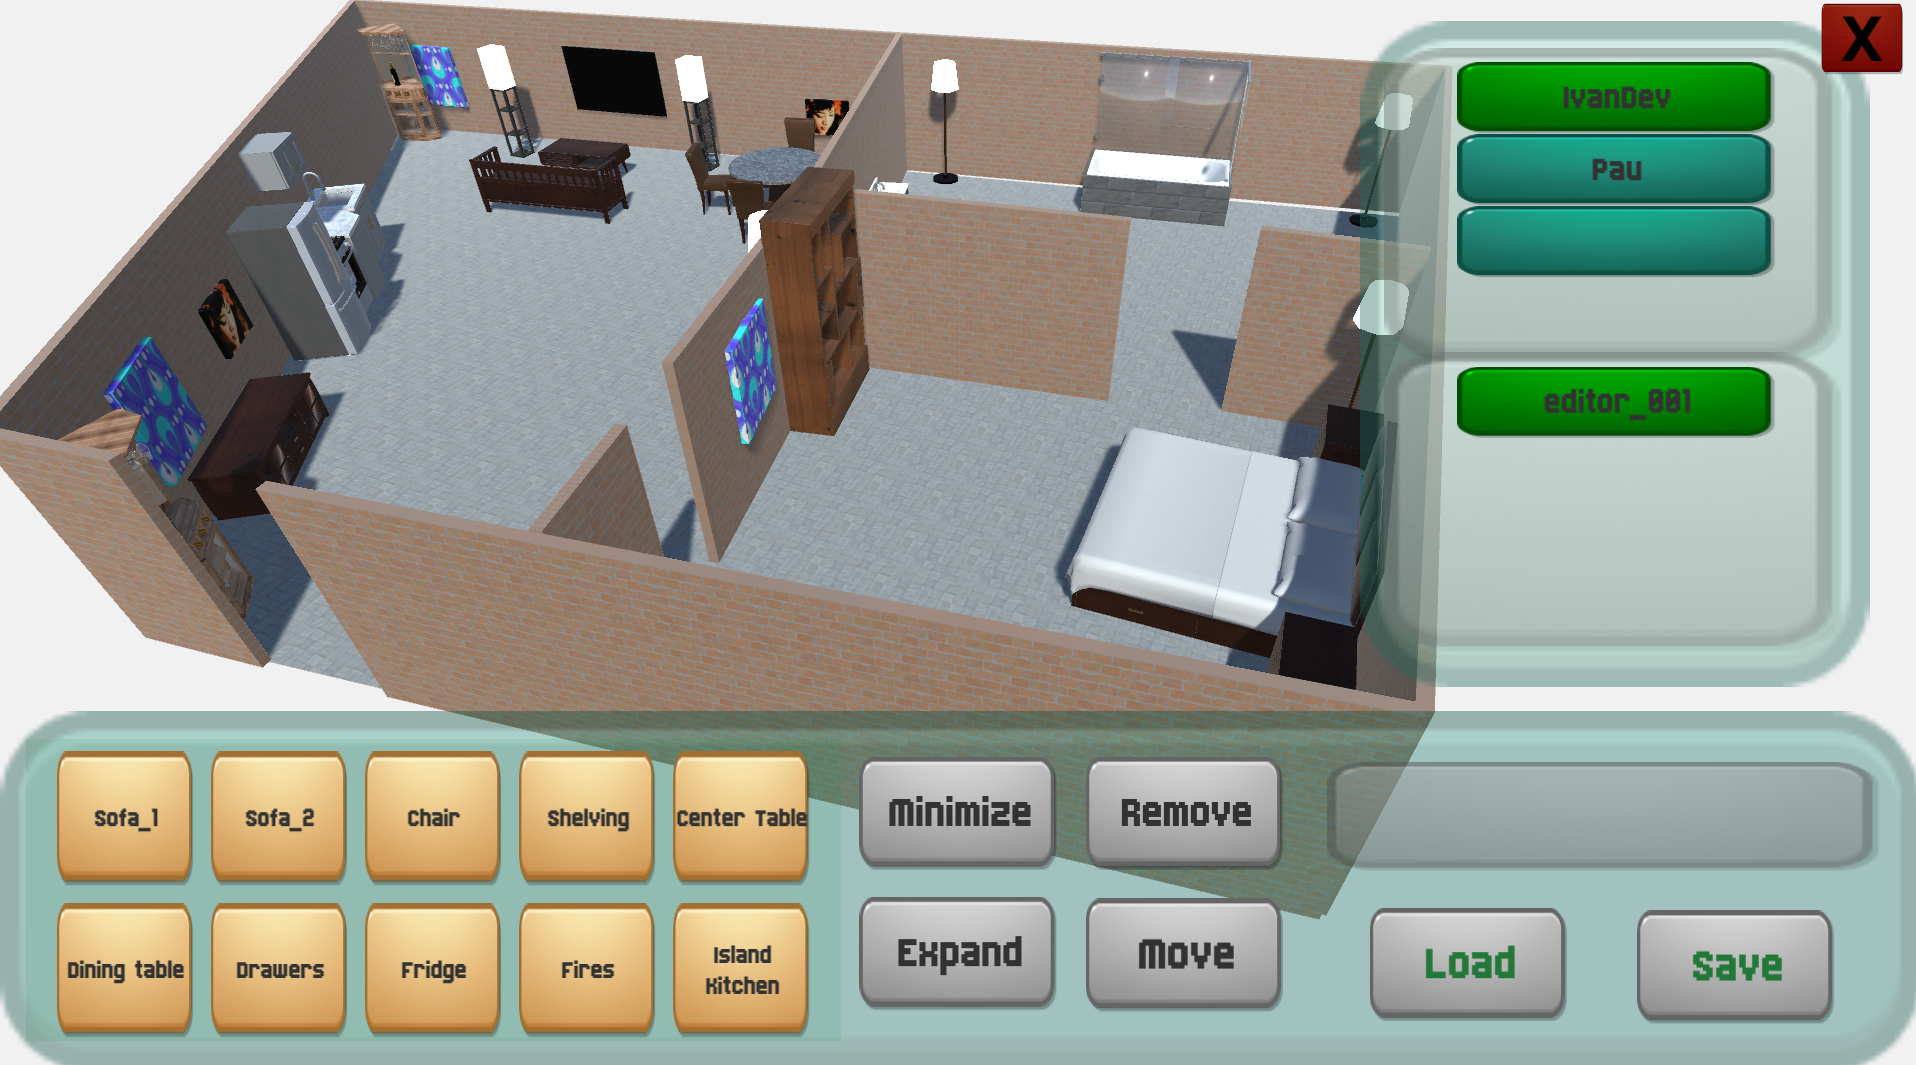 X
IvanDev
Pau
editor_001
Sofa_1
Sofa_2
Chair
Shelving
Center Table
Minimize
Remove
Dining table
Drawers
Fridge
Fires
Island
Kitchen
Expand
Move
Load
Save